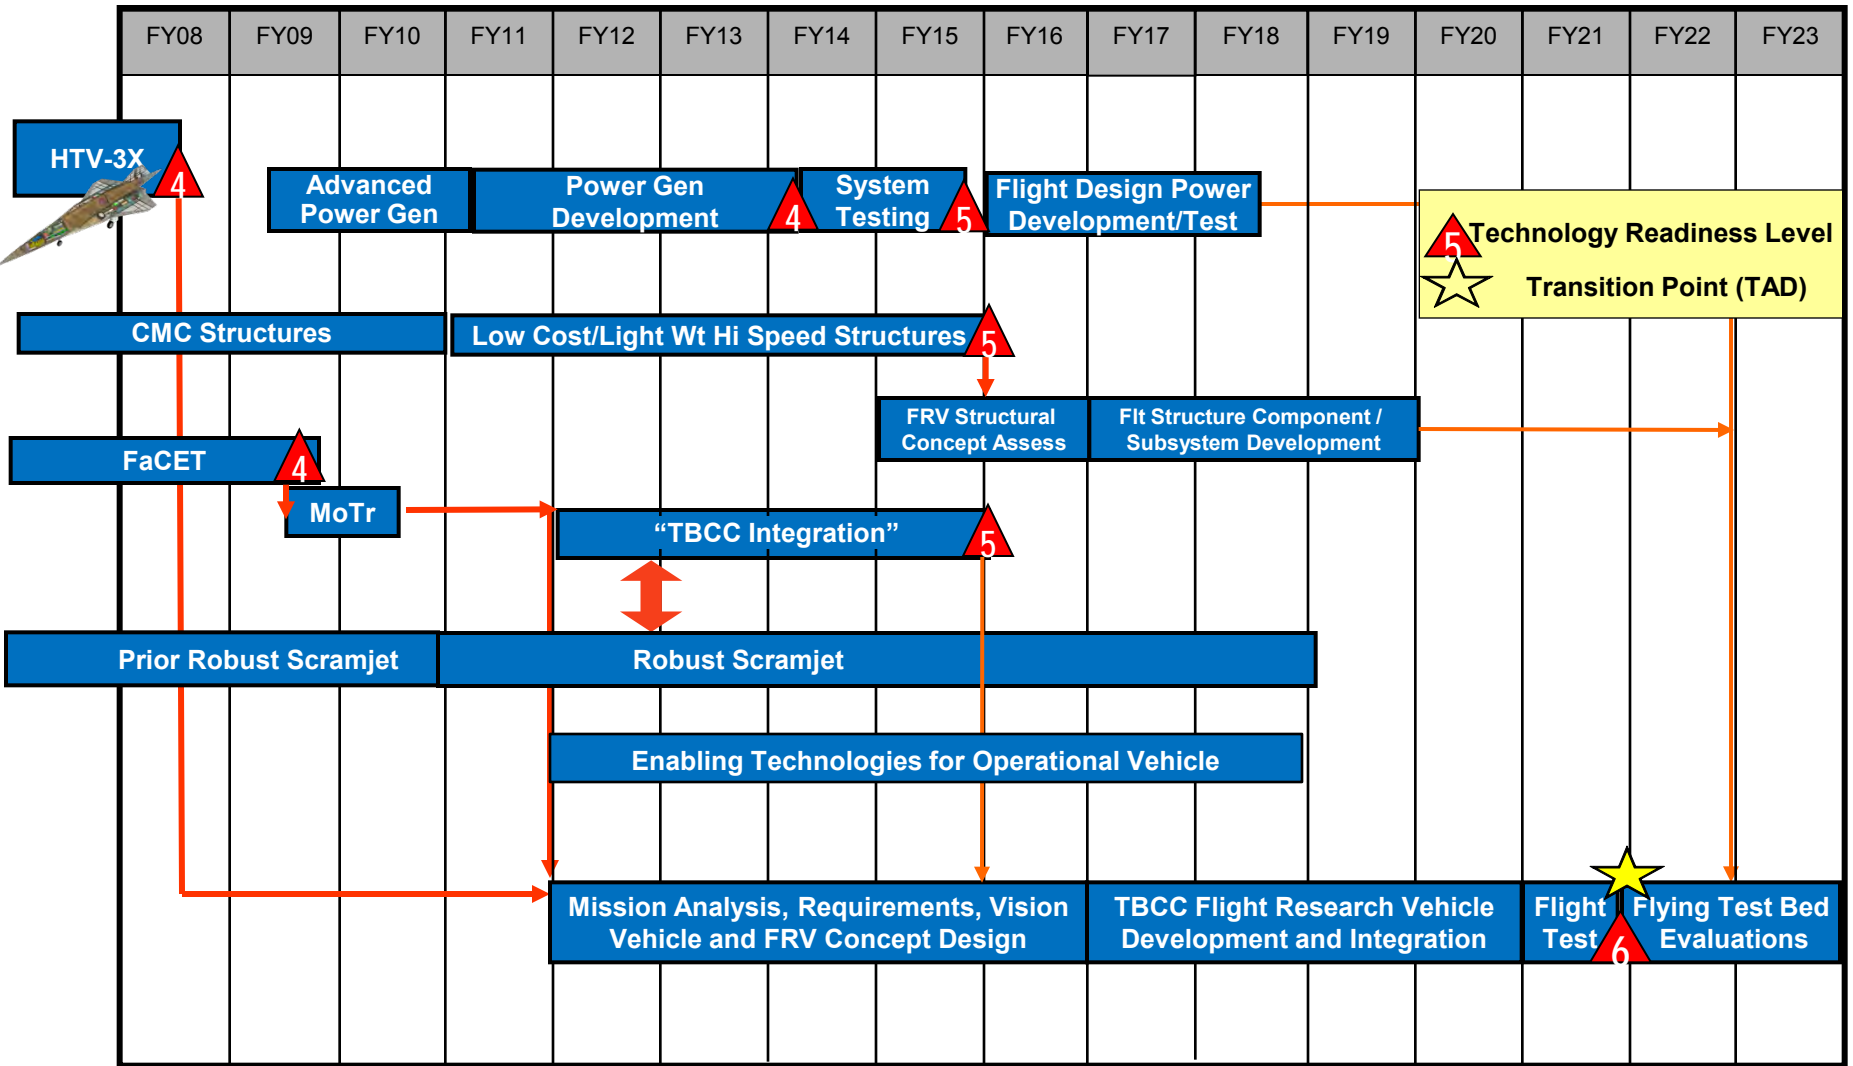 FY08 FY09 FY10 FY11 FY12 FY13 FY14 FY15 FY16 FY17 FY18 FY19 FY20 FY21 FY22 FY23
HTV-3X
4
Advanced
Power Gen
Power Gen
Development
4
System
Testing
5
Flight Design Power
Development/Test
5
Technology Readiness Level
Transition Point (TAD)
CMC Structures
Low Cost/Light Wt Hi Speed Structures
5
FRV Structural
Concept Assess
Flt Structure Component /
Subsystem Development
FaCET
4
MoTr
“TBCC Integration”
5
Prior Robust Scramjet
Robust Scramjet
Enabling Technologies for Operational Vehicle
Mission Analysis, Requirements, Vision
Vehicle and FRV Concept Design
TBCC Flight Research Vehicle
Development and Integration
Flight
Test
6
Flying Test Bed
Evaluations